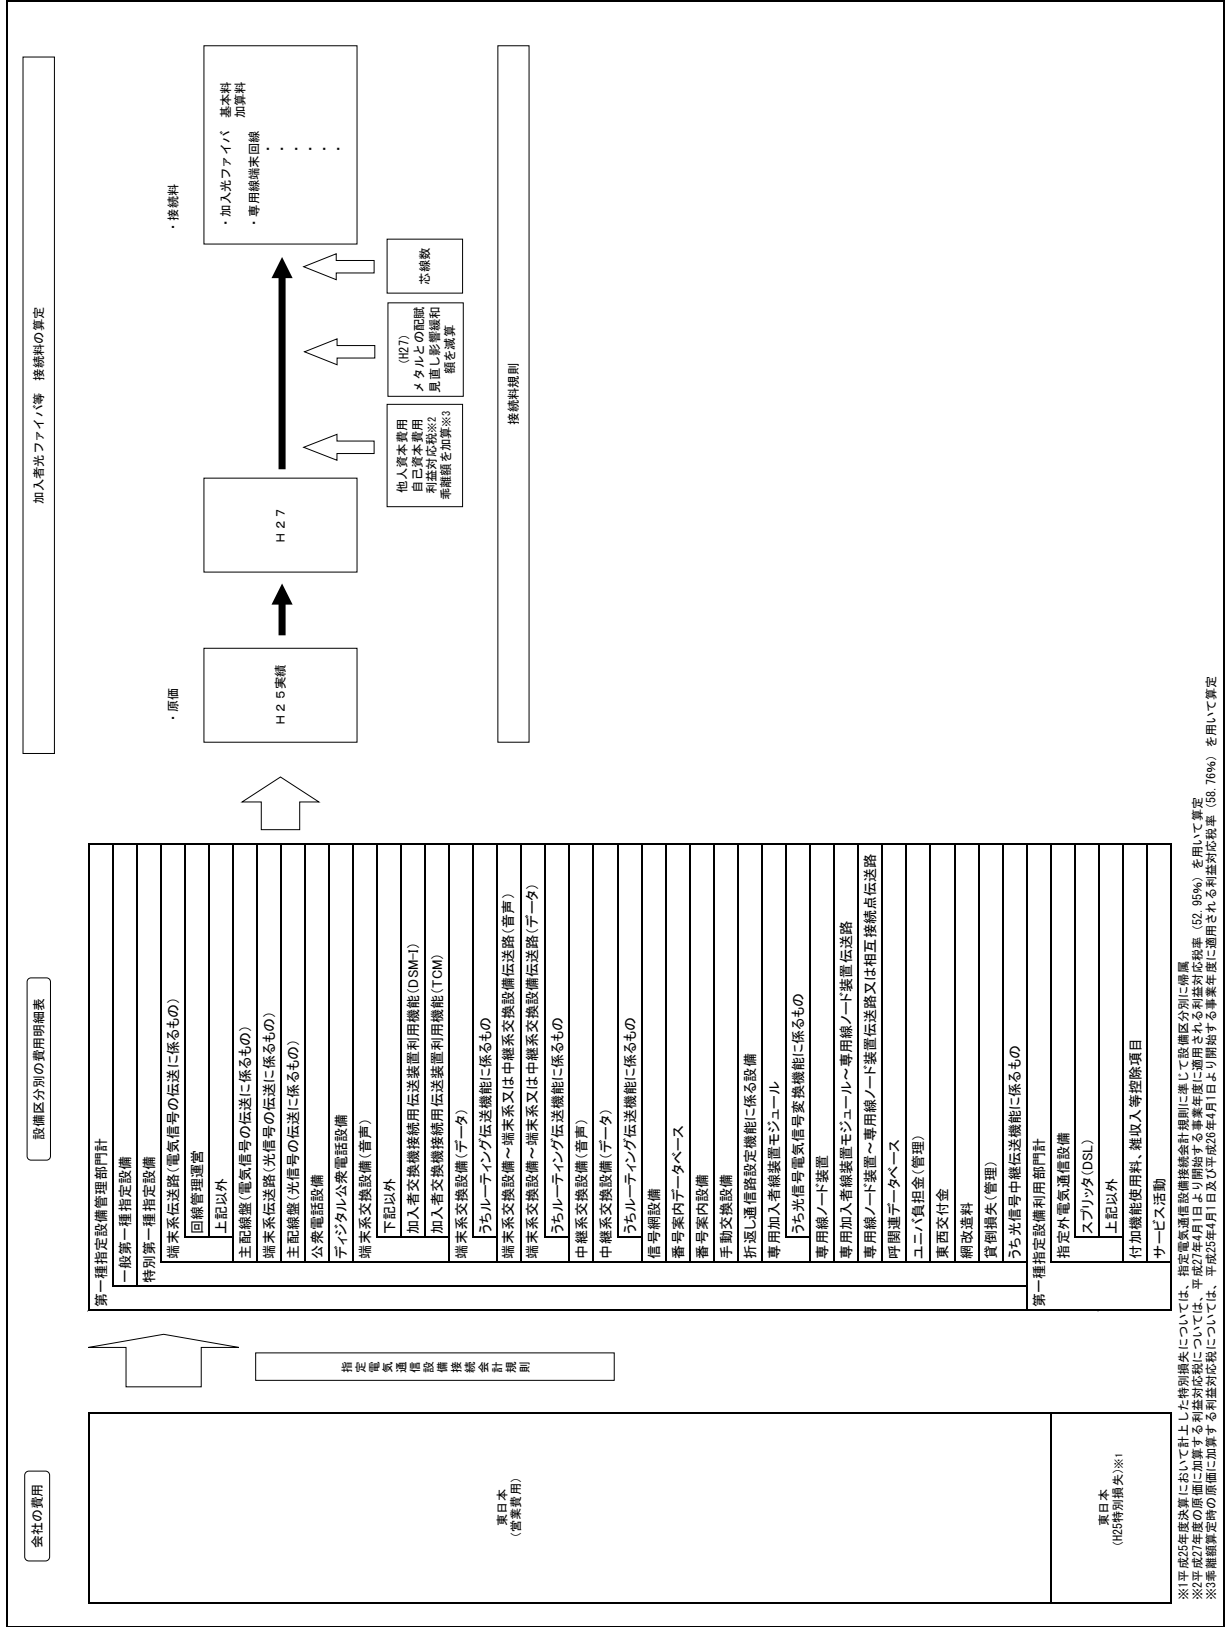 会社の費用
東日本
(営業費用)
東日本
(H25特別損失)※1
指定電気通信設備接続会計規則
設備区分別の費用明細表
第一種指定設備管理部門計
一般第一種指定設備
特別第一種指定設備
端末系伝送路(電気信号の伝送に係るもの)
回線管理運営
上記以外
主配線盤(電気信号の伝送に係るもの)
端末系伝送路(光信号の伝送に係るもの)
主配線盤(光信号の伝送に係るもの)
公衆電話設備
ディジタル公衆電話設備
端末系交換設備(音声)
下記以外
加入者交換機接続用伝送装置利用機能(DSM-I)
加入者交換機接続用伝送装置利用機能(TCM)
端末系交換設備(データ)
うちルーティング伝送機能に係るもの
端末系交換設備~端末系又は中継系交換設備伝送路(音声)
端末系交換設備~端末系又は中継系交換設備伝送路(データ)
うちルーティング伝送機能に係るもの
中継系交換設備(音声)
中継系交換設備(データ)
うちルーティング伝送機能に係るもの
信号網設備
番号案内データベース
番号案内設備
手動交換設備
折返し通信路設定機能に係る設備
専用加入者線装置モジュール
うち光信号電気信号変換機能に係るもの
専用線ノード装置
専用加入者線装置モジュール~専用線ノード装置伝送路
専用線ノード装置~専用線ノード装置伝送路又は相互接続点伝送路
呼関連データベース
ユニバ負担金(管理)
東西交付金
網改造料
貸倒損失(管理)
うち光信号中継伝送機能に係るもの
第一種指定設備利用部門計
指定外電気通信設備
スプリッタ(DSL)
上記以外
付加機能使用料、雑収入等控除項目
サービス活動
加入者光ファイバ等 接続料の算定
・原価
H25実績
H27
・接続料
・加入光ファイバ 基本料
加算料
・専用線端末回線
・
・
・
・
・
・
他人資本費用
自己資本費用
利益対応税※2
乖離額を加算※3
(H27)
メタルとの配賦
見直し影響緩和
額を減算
芯線数
接続料規則
※1平成25年度決算において計上した特別損失については、指定電気通信設備接続会計規則に準じて設備区分別に帰属
※2平成27年度の原価に加算する利益対応税については、平成27年4月1日より開始する事業年度に適用される利益対応税率(52.95%)を用いて算定
※3乖離額算定時の原価に加算する利益対応税については、平成25年4月1日及び平成26年4月1日より開始する事業年度に適用される利益対応税率(58.76%)を用いて算定